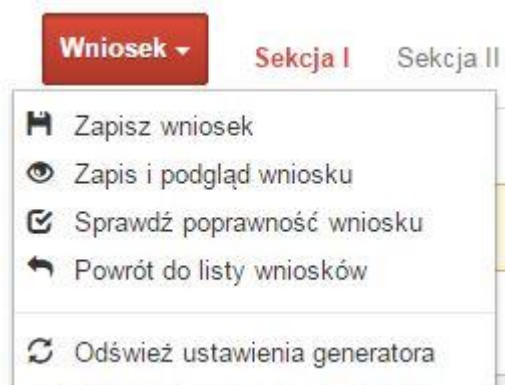 Wniosek Sekcja I Sekcja II
Zapisz wniosek
Zapis i podgląd wniosku
Sprawdź poprawność wniosku
Powrót do listy wniosków
Odśwież ustawienia generatora